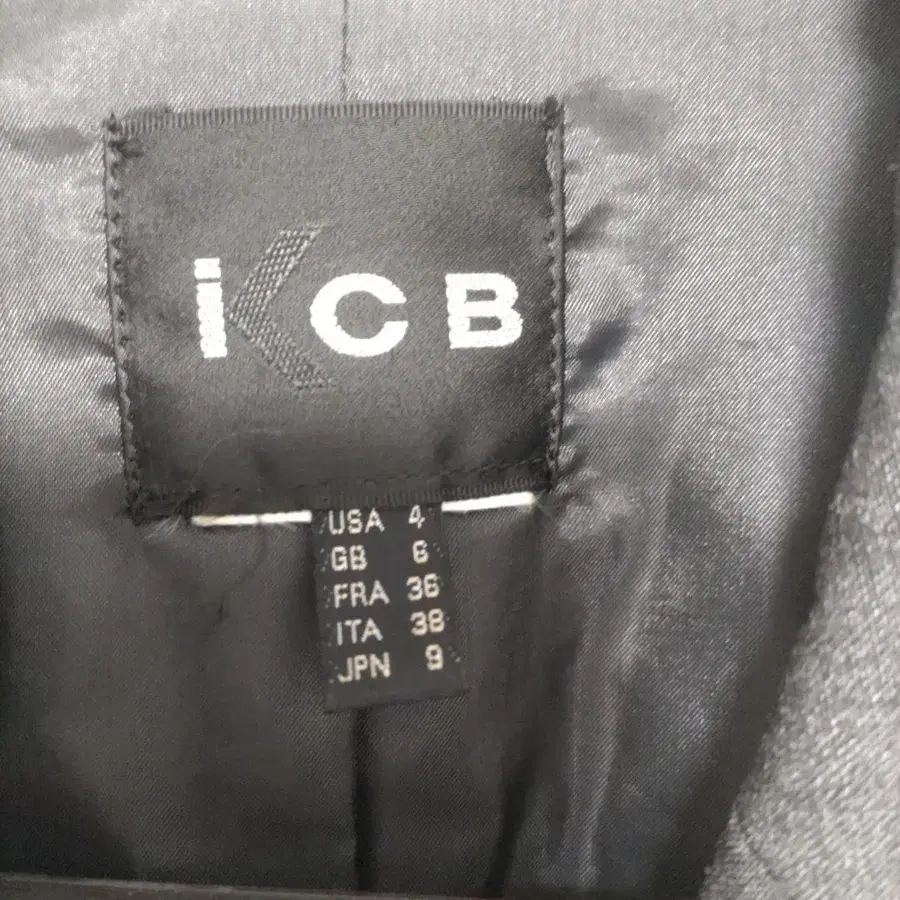 iCB
USA 4
GB 6
FRA 36
ITA 38
JPN 9